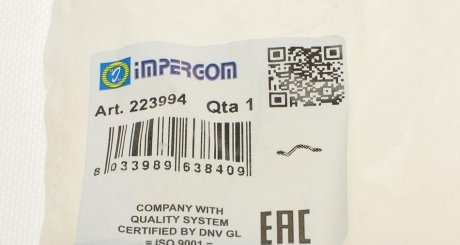 IMPERGOM
Art. 223994 Qta 1
8 033989 638409
COMPANY WITH
QUALITY SYSTEM
CERTIFIED BY DNV GL
= ISO 9001 =
EAC